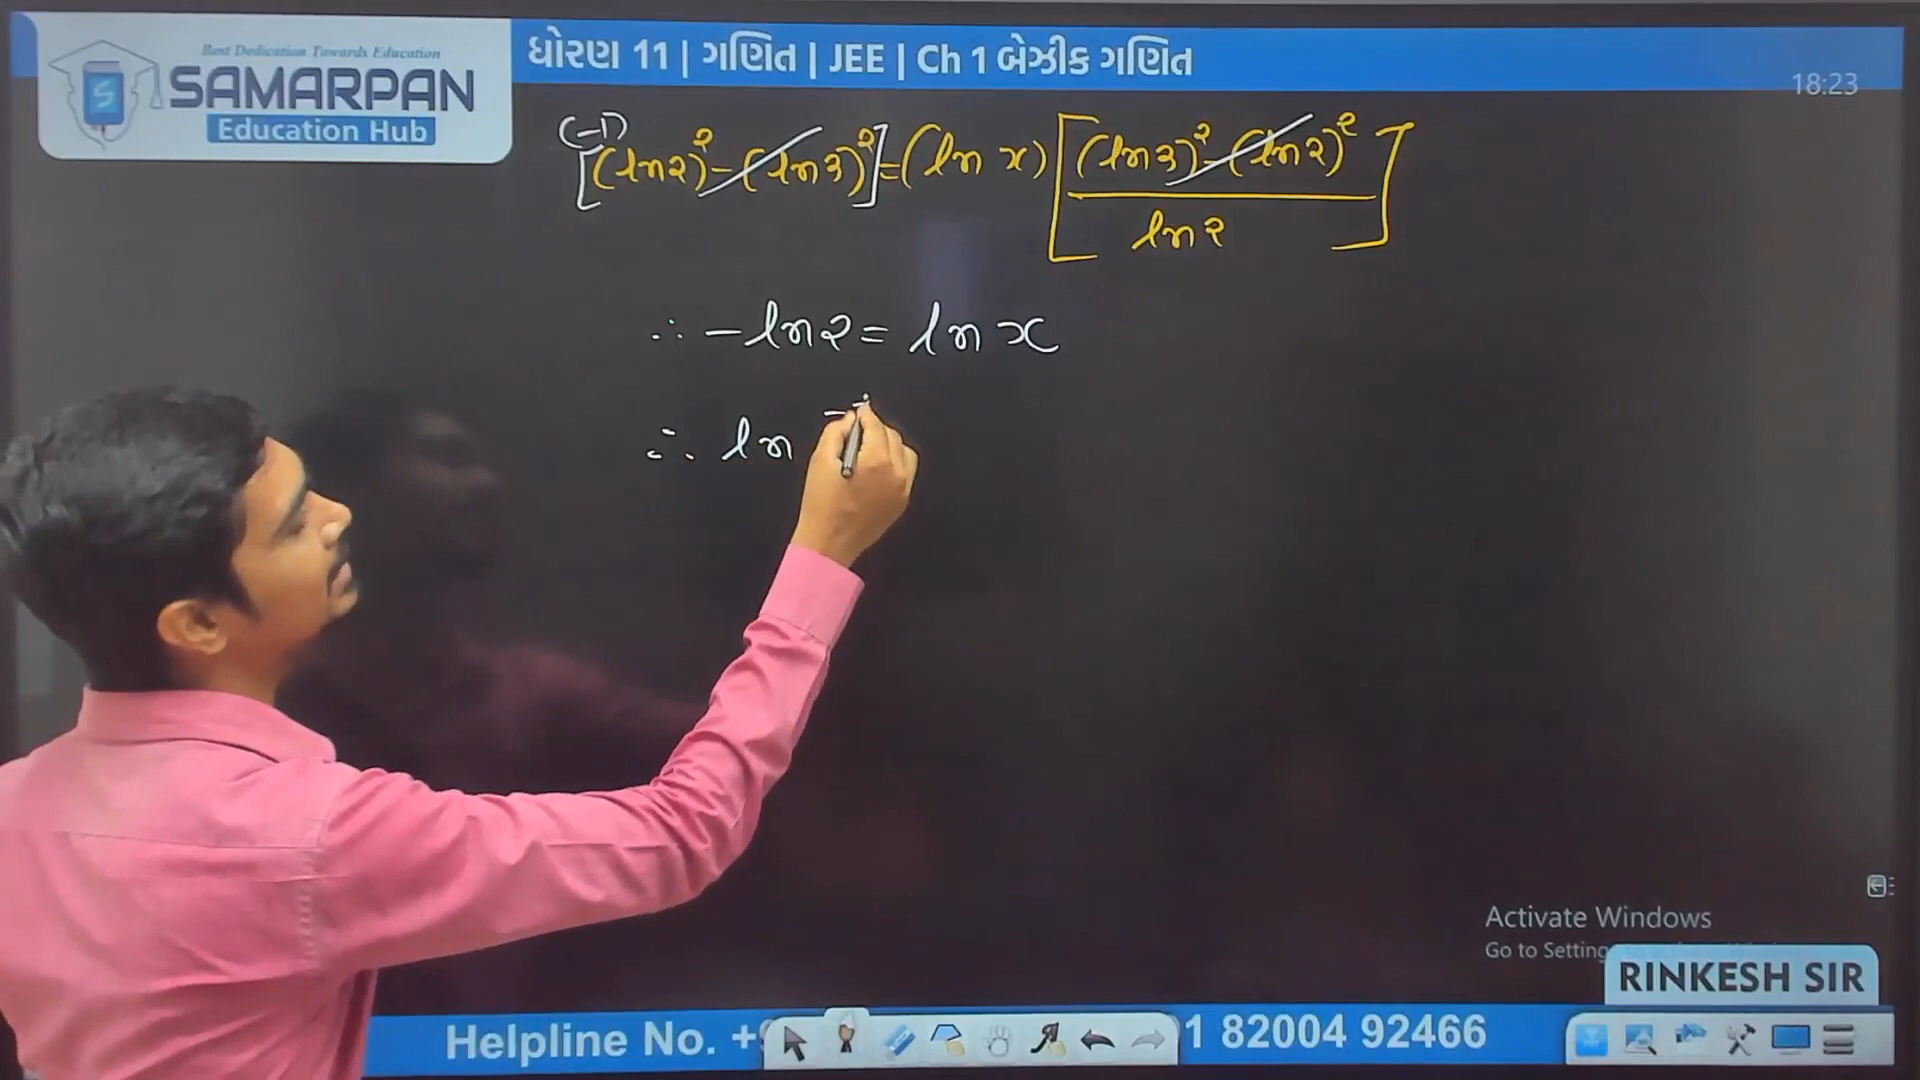 Best Dedication Towards Education
SAMARPAN
Education Hub
ધોરણ 11 | ગણિત | JEE | Ch 1 બેઝીક ગણિત
18:23
(-1)
[(ln२)² - (ln३)²] = (ln x) [(ln३)² - (ln२)²
ln२]
∴ -ln२ = ln x
∴ ln
Activate Windows
Go to Setting
RINKESH SIR
Helpline No. +
1 82004 92466